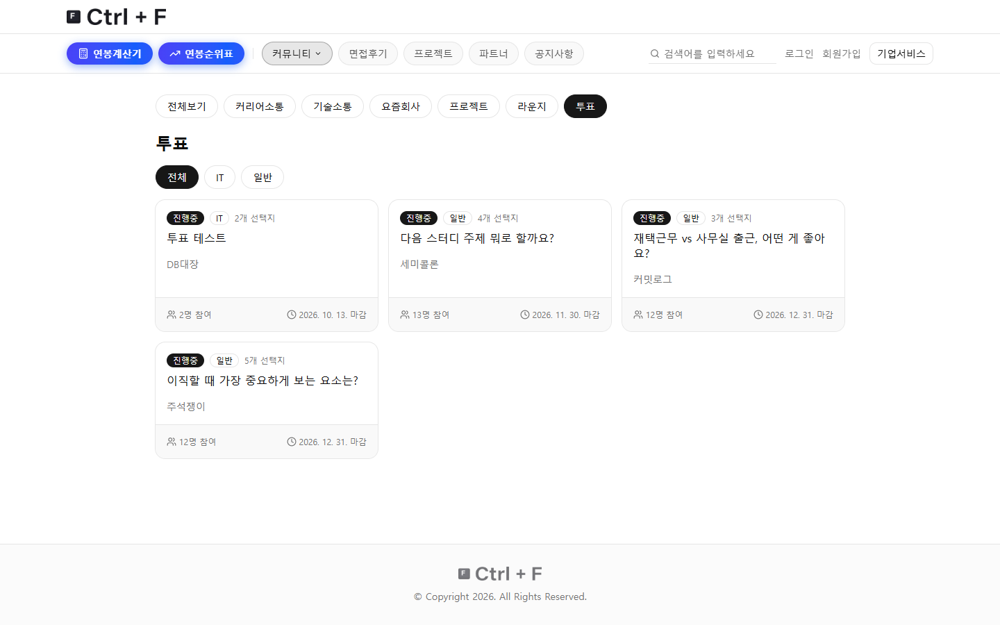 F Ctrl + F
연봉계산기 연봉순위표 커뮤니티 면접후기 프로젝트 파트너 공지사항 검색어를 입력하세요 로그인 회원가입 기업서비스
전체보기 커리어소통 기술소통 요즘회사 프로젝트 라운지 투표
투표
전체 IT 일반
진행중 IT 2개 선택지
투표 테스트
DB대장
2명 참여 2026. 10. 13. 마감
진행중 일반 4개 선택지
다음 스터디 주제 뭐로 할까요?
세미콜론
13명 참여 2026. 11. 30. 마감
진행중 일반 3개 선택지
재택근무 vs 사무실 출근, 어떤 게 좋아
요?
커밋로그
12명 참여 2026. 12. 31. 마감
진행중 일반 5개 선택지
이직할 때 가장 중요하게 보는 요소는?
주석쟁이
12명 참여 2026. 12. 31. 마감
F Ctrl + F
© Copyright 2026. All Rights Reserved.